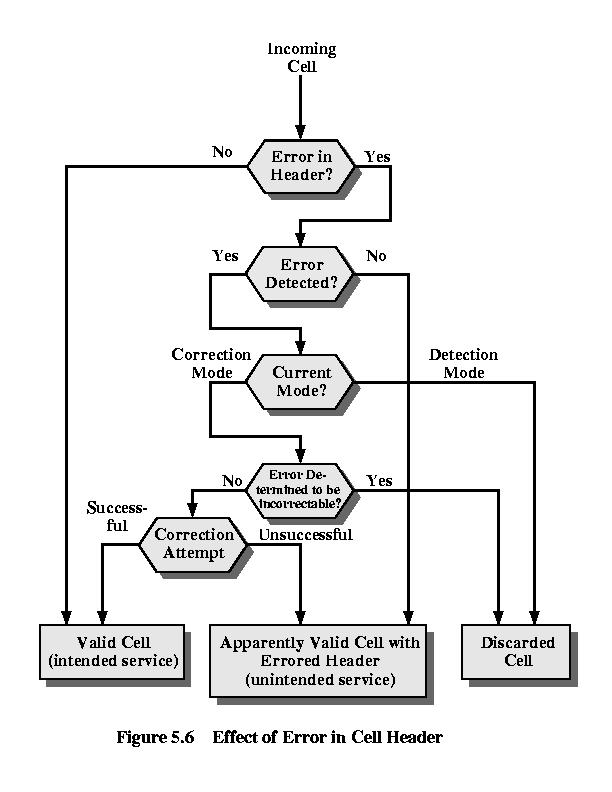 Incoming
Cell
No
Error in
Header?
Yes
Yes
Error
Detected?
No
Correction
Mode
Current
Mode?
Detection
Mode
No
Error De-
termined to be
incorrectable?
Yes
Success-
ful
Correction
Attempt
Unsuccessful
Valid Cell
(intended service)
Apparently Valid Cell with
Errored Header
(unintended service)
Discarded
Cell
Figure 5.6 Effect of Error in Cell Header